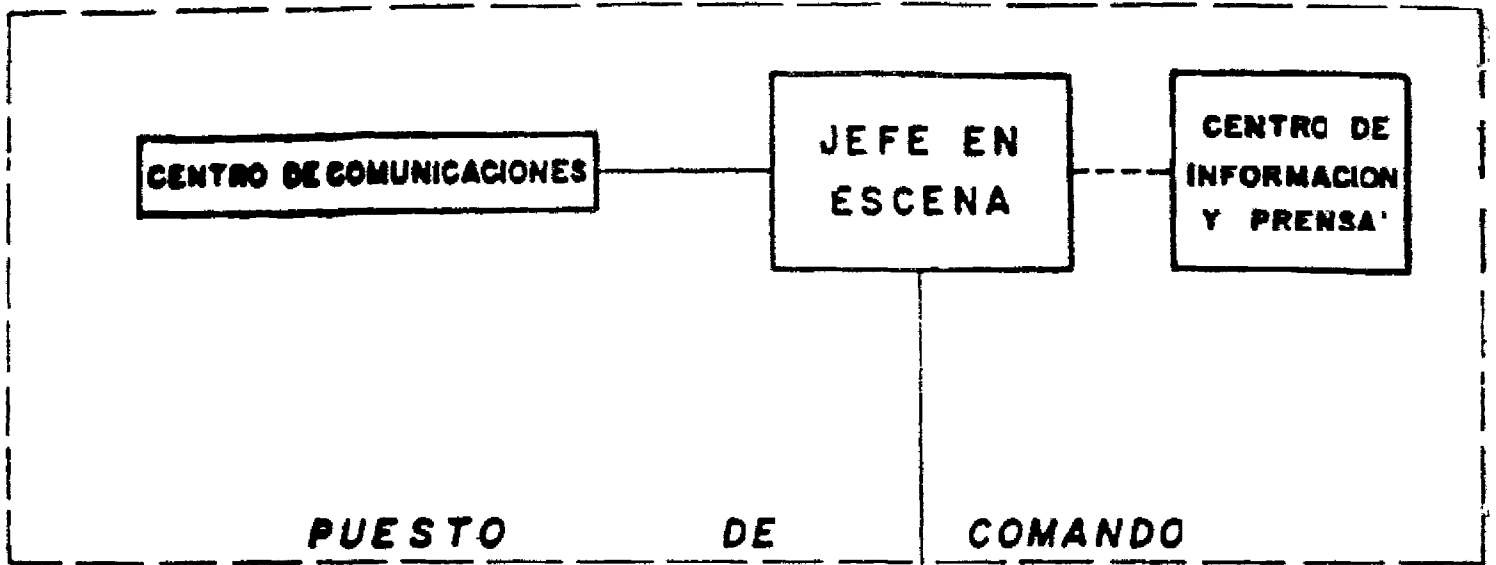 CENTRO DE COMUNICACIONES
JEFE EN
ESCENA
CENTRO DE
INFORMACION
Y PRENSA
PUESTO DE COMANDO